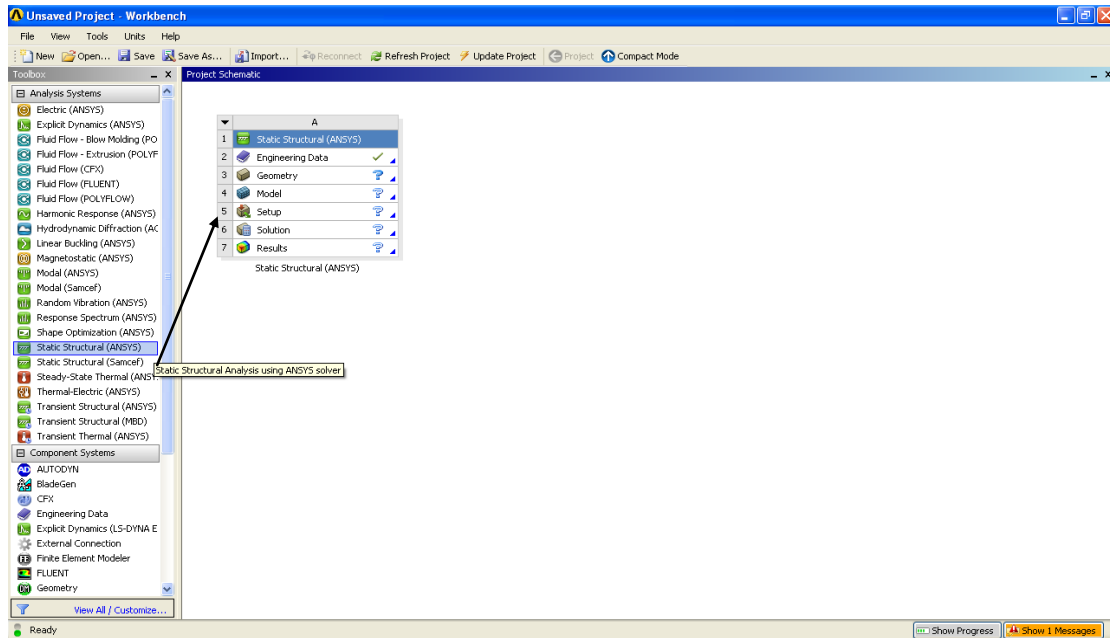 Unsaved Project - Workbench
File View Tools Units Help
New Open... Save Save As... Import... Reconnect Refresh Project Update Project Project Compact Mode
Toolbox
Project Schematic
Analysis Systems
Electric (ANSYS)
Explicit Dynamics (ANSYS)
Fluid Flow - Blow Molding (PO
Fluid Flow - Extrusion (POLYF
Fluid Flow (CFX)
Fluid Flow (FLUENT)
Fluid Flow (POLYFLOW)
Harmonic Response (ANSYS)
Hydrodynamic Diffraction (AC
Linear Buckling (ANSYS)
Magnetostatic (ANSYS)
Modal (ANSYS)
Modal (Samcef)
Random Vibration (ANSYS)
Response Spectrum (ANSYS)
Shape Optimization (ANSYS)
Static Structural (ANSYS)
Static Structural (Samcef)
Steady-State Thermal (ANSY.
Thermal-Electric (ANSYS)
Transient Structural (ANSYS)
Transient Structural (MBD)
Transient Thermal (ANSYS)
Component Systems
AUTODYN
BladeGen
CFX
Engineering Data
Explicit Dynamics (LS-DYNA E
External Connection
Finite Element Modeler
FLUENT
Geometry
View All / Customize...
A
1 Static Structural (ANSYS)
2 Engineering Data
3 Geometry ?
4 Model ?
5 Setup ?
6 Solution ?
7 Results ?
Static Structural (ANSYS)
Static Structural Analysis using ANSYS solver
Ready
Show Progress Show 1 Messages